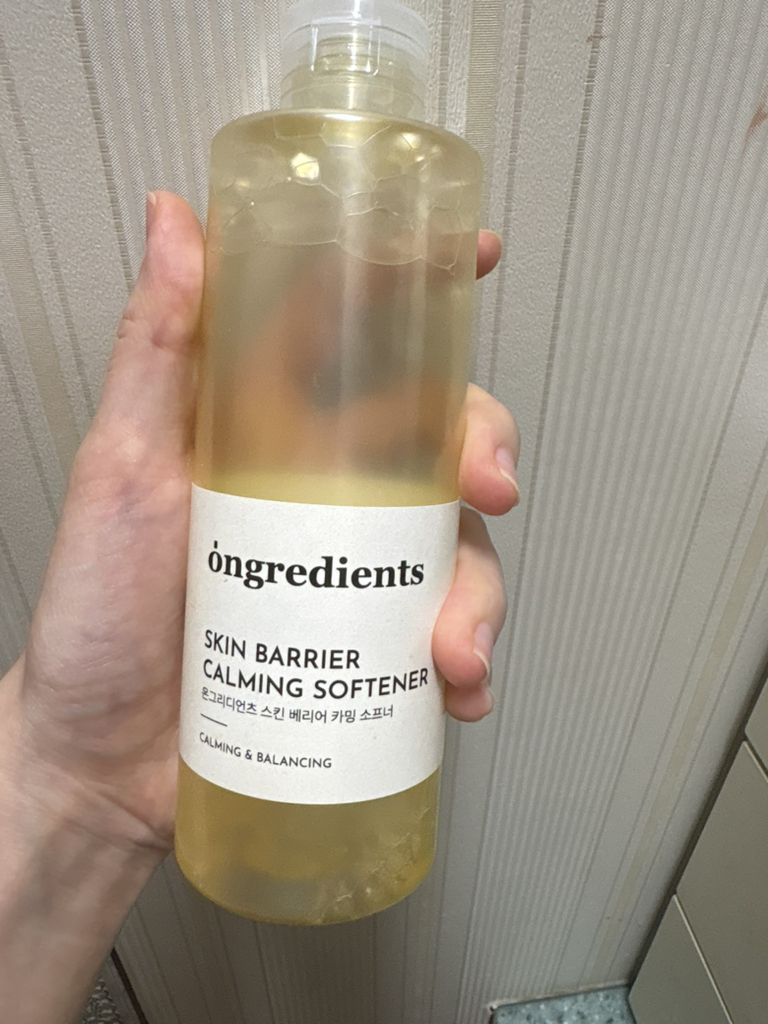 ongredients
SKIN BARRIER
CALMING SOFTENER
온그리디언츠 스킨 베리어 카밍 소프너
CALMING & BALANCING